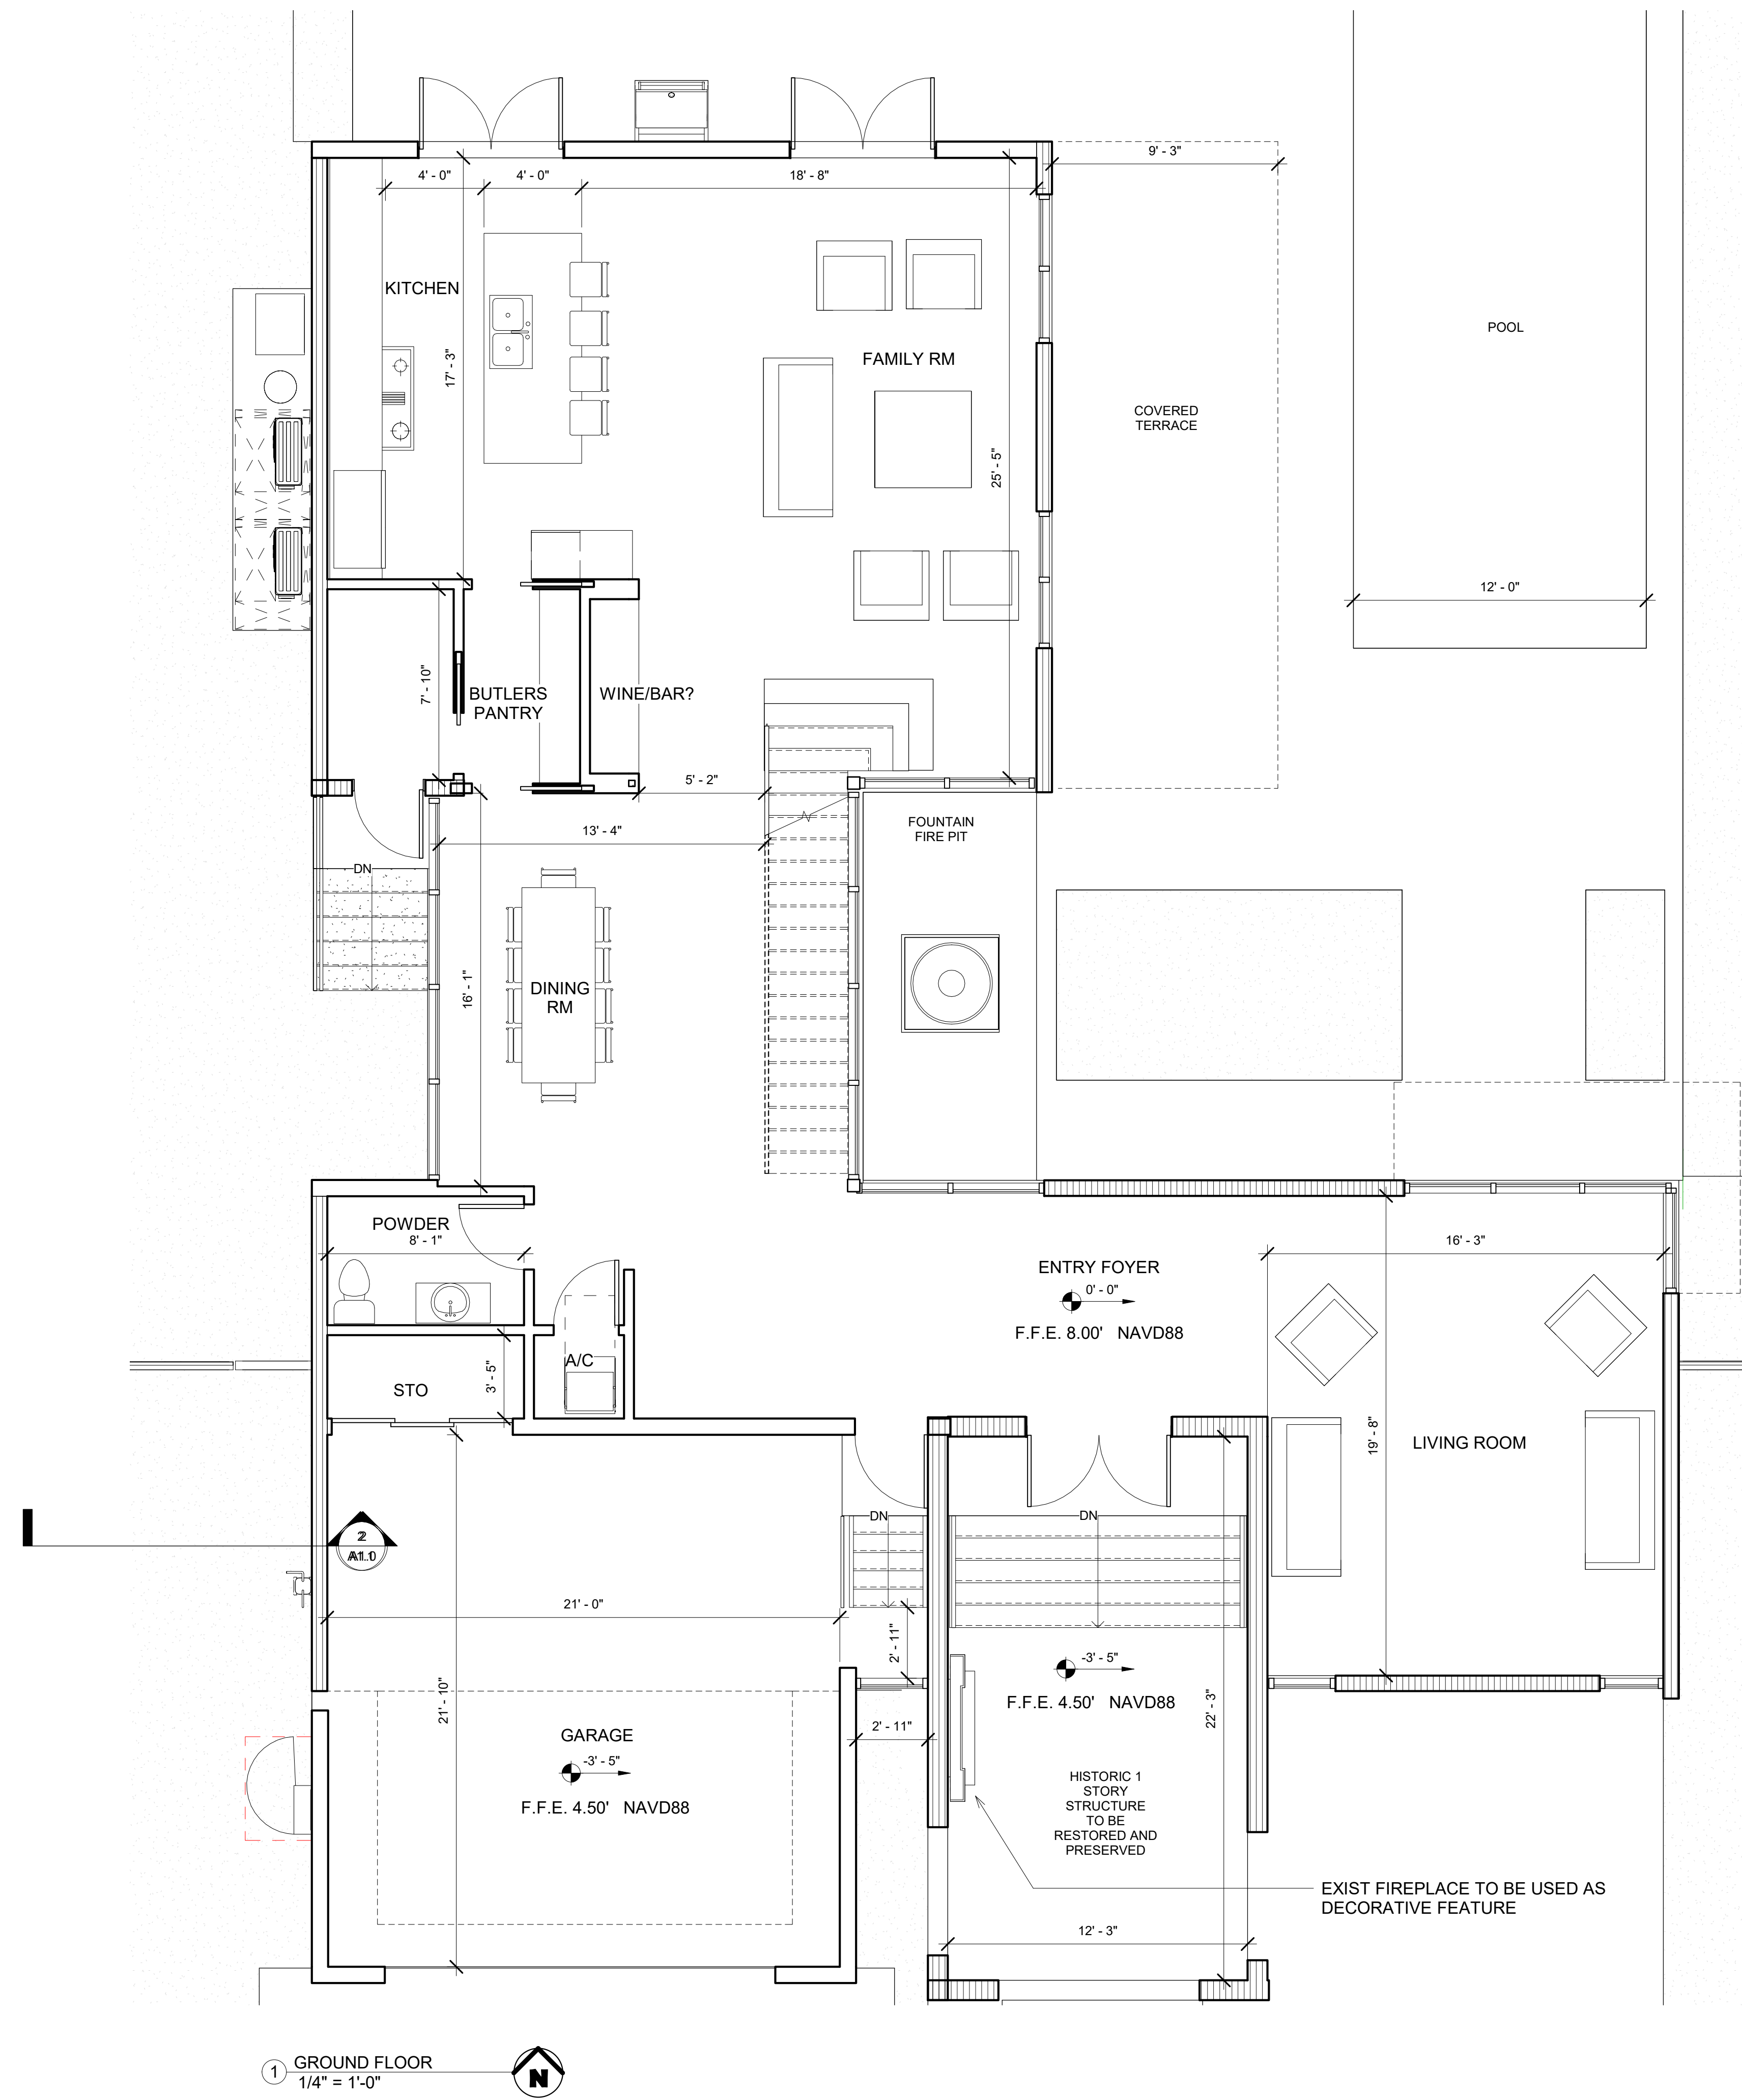 9' - 3"
4' - 0"
4' - 0"
18' - 8"
KITCHEN
POOL
17' - 3"
FAMILY RM
COVERED
TERRACE
25' - 5"
12' - 0"
7' - 10"
BUTLERS
PANTRY
WINE/BAR?
5' - 2"
13' - 4"
FOUNTAIN
FIRE PIT
DN
16' - 1"
DINING
RM
POWDER
8' - 1"
16' - 3"
ENTRY FOYER
0' - 0"
F.F.E. 8.00' NAVD88
A/C
3' - 5"
STO
19' - 8"
LIVING ROOM
DN
DN
2
A1.0
21' - 0"
2' - 11"
-3' - 5"
F.F.E. 4.50' NAVD88
21' - 10"
22' - 3"
2' - 11"
GARAGE
-3' - 5"
F.F.E. 4.50' NAVD88
HISTORIC 1
STORY
STRUCTURE
TO BE
RESTORED AND
PRESERVED
EXIST FIREPLACE TO BE USED AS
DECORATIVE FEATURE
12' - 3"
1
GROUND FLOOR
1/4" = 1'-0"
N